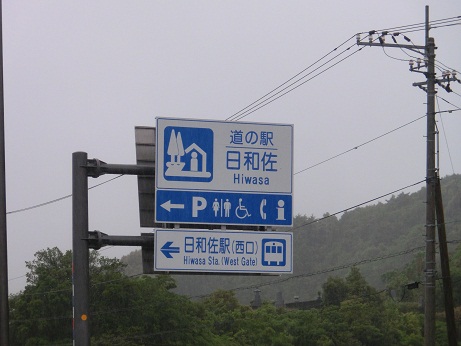 道の駅
日和佐
Hiwasa
P i
日和佐駅(西口)
Hiwasa Sta. (West Gate)